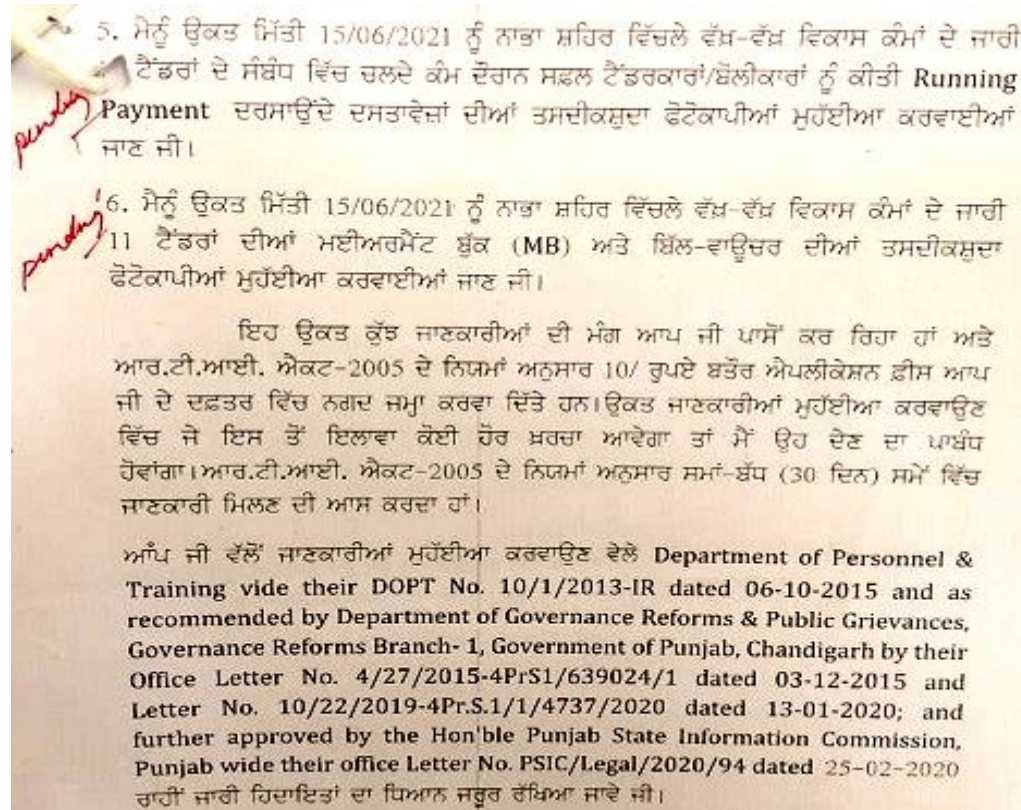 5. ਮੈਨੂੰ ਉਕਤ ਮਿੱਤੀ 15/06/2021 ਨੂੰ ਨਾਭਾ ਸ਼ਹਿਰ ਵਿੱਚਲੇ ਵੱਖ-ਵੱਖ ਵਿਕਾਸ ਕੰਮਾਂ ਦੇ ਜਾਰੀ
ਟੈਂਡਰਾਂ ਦੇ ਸੰਬੰਧ ਵਿੱਚ ਚਲਦੇ ਕੰਮ ਦੌਰਾਨ ਸਫ਼ਲ ਟੈਂਡਰਕਾਰਾਂ/ਬੋਲੀਕਾਰਾਂ ਨੂੰ ਕੀਤੀ Running
pending Payment ਦਰਸਾਉਂਦੇ ਦਸਤਾਵੇਜ਼ਾਂ ਦੀਆਂ ਤਸਦੀਕਸ਼ੁਦਾ ਫੋਟੋਕਾਪੀਆਂ ਮੁਹੱਈਆ ਕਰਵਾਈਆਂ
ਜਾਣ ਜੀ।
6. ਮੈਨੂੰ ਉਕਤ ਮਿੱਤੀ 15/06/2021 ਨੂੰ ਨਾਭਾ ਸ਼ਹਿਰ ਵਿੱਚਲੇ ਵੱਖ-ਵੱਖ ਵਿਕਾਸ ਕੰਮਾਂ ਦੇ ਜਾਰੀ
pending 11 ਟੈਂਡਰਾਂ ਦੀਆਂ ਮਈਅਰਮੈਂਟ ਬੁੱਕ (MB) ਅਤੇ ਬਿੱਲ-ਵਾਊਚਰ ਦੀਆਂ ਤਸਦੀਕਸ਼ੁਦਾ
ਫੋਟੋਕਾਪੀਆਂ ਮੁਹੱਈਆ ਕਰਵਾਈਆਂ ਜਾਣ ਜੀ।
ਇਹ ਉਕਤ ਕੁੱਝ ਜਾਣਕਾਰੀਆਂ ਦੀ ਮੰਗ ਆਪ ਜੀ ਪਾਸੋਂ ਕਰ ਰਿਹਾ ਹਾਂ ਅਤੇ
ਆਰ.ਟੀ.ਆਈ. ਐਕਟ-2005 ਦੇ ਨਿਯਮਾਂ ਅਨੁਸਾਰ 10/ ਰੁਪਏ ਬਤੌਰ ਐਪਲੀਕੇਸ਼ਨ ਫ਼ੀਸ ਆਪ
ਜੀ ਦੇ ਦਫ਼ਤਰ ਵਿੱਚ ਨਗਦ ਜਮ੍ਹਾ ਕਰਵਾ ਦਿੱਤੇ ਹਨ।ਉਕਤ ਜਾਣਕਾਰੀਆਂ ਮੁਹੱਈਆ ਕਰਵਾਉਣ
ਵਿੱਚ ਜੇ ਇਸ ਤੋਂ ਇਲਾਵਾ ਕੋਈ ਹੋਰ ਖ਼ਰਚਾ ਆਵੇਗਾ ਤਾਂ ਮੈਂ ਉਹ ਦੇਣ ਦਾ ਪਾਬੰਧ
ਹੋਵਾਂਗਾ।ਆਰ.ਟੀ.ਆਈ. ਐਕਟ-2005 ਦੇ ਨਿਯਮਾਂ ਅਨੁਸਾਰ ਸਮਾਂ-ਬੱਧ (30 ਦਿਨ) ਸਮੇਂ ਵਿੱਚ
ਜਾਣਕਾਰੀ ਮਿਲਣ ਦੀ ਆਸ ਕਰਦਾ ਹਾਂ।
ਆੱਪ ਜੀ ਵੱਲੋਂ ਜਾਣਕਾਰੀਆਂ ਮੁਹੱਈਆ ਕਰਵਾਉਣ ਵੇਲੇ Department of Personnel &
Training vide their DOPT No. 10/1/2013-IR dated 06-10-2015 and as
recommended by Department of Governance Reforms & Public Grievances,
Governance Reforms Branch- 1, Government of Punjab, Chandigarh by their
Office Letter No. 4/27/2015-4PrS1/639024/1 dated 03-12-2015 and
Letter No. 10/22/2019-4Pr.S.1/1/4737/2020 dated 13-01-2020; and
further approved by the Hon'ble Punjab State Information Commission,
Punjab wide their office Letter No. PSIC/Legal/2020/94 dated 25-02-2020
ਰਾਹੀਂ ਜਾਰੀ ਹਿਦਾਇਤਾਂ ਦਾ ਧਿਆਨ ਜਰੂਰ ਰੱਖਿਆ ਜਾਵੇ ਜੀ।